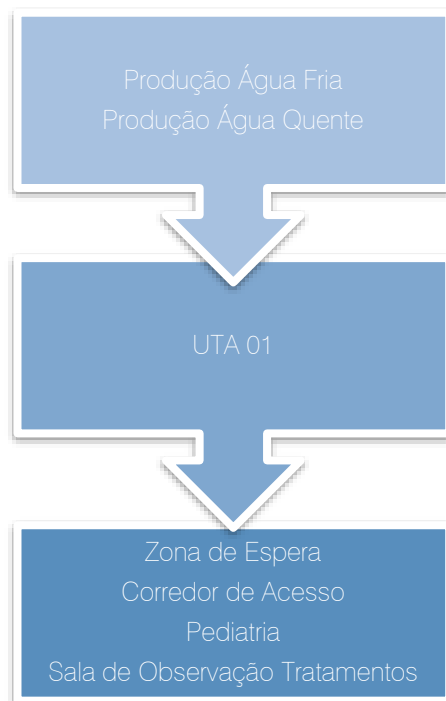 Produção Água Fria
Produção Água Quente
UTA 01
Zona de Espera
Corredor de Acesso
Pediatria
Sala de Observação Tratamentos